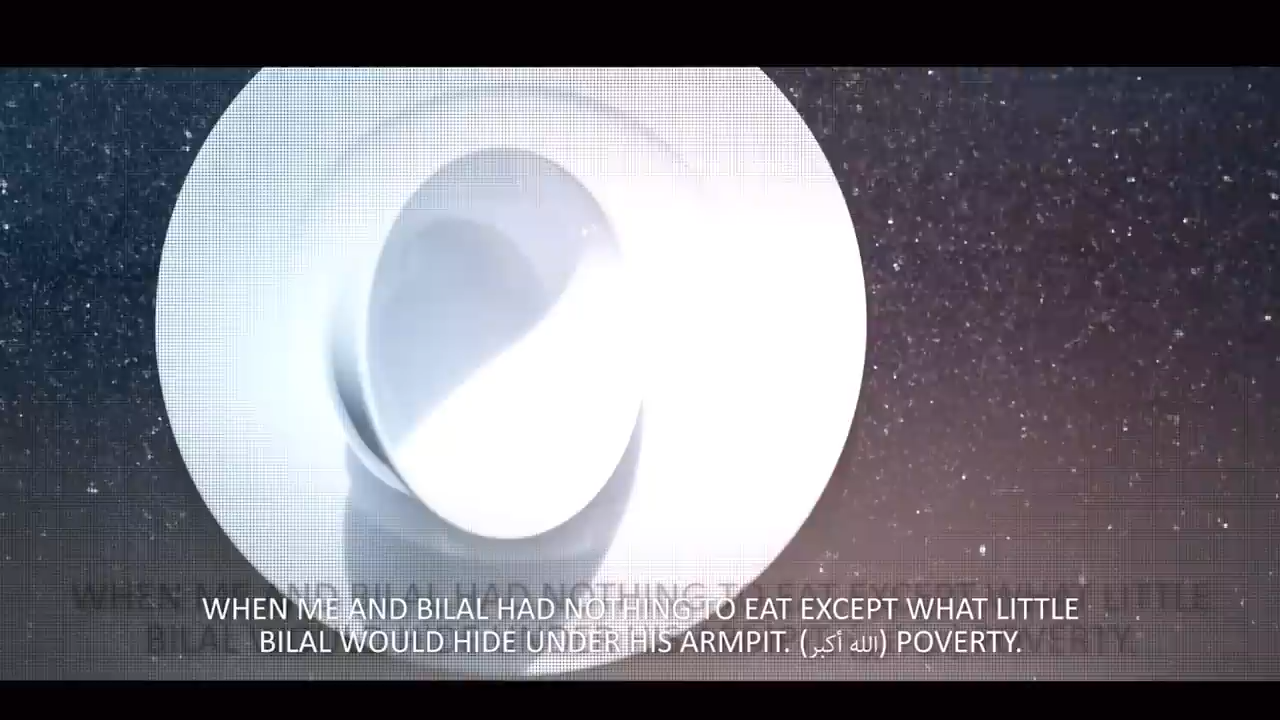 WHEN ME AND BILAL HAD NOTHING TO EAT EXCEPT WHAT LITTLE
BILAL WOULD HIDE UNDER HIS ARMPIT. (الله أكبر) POVERTY.